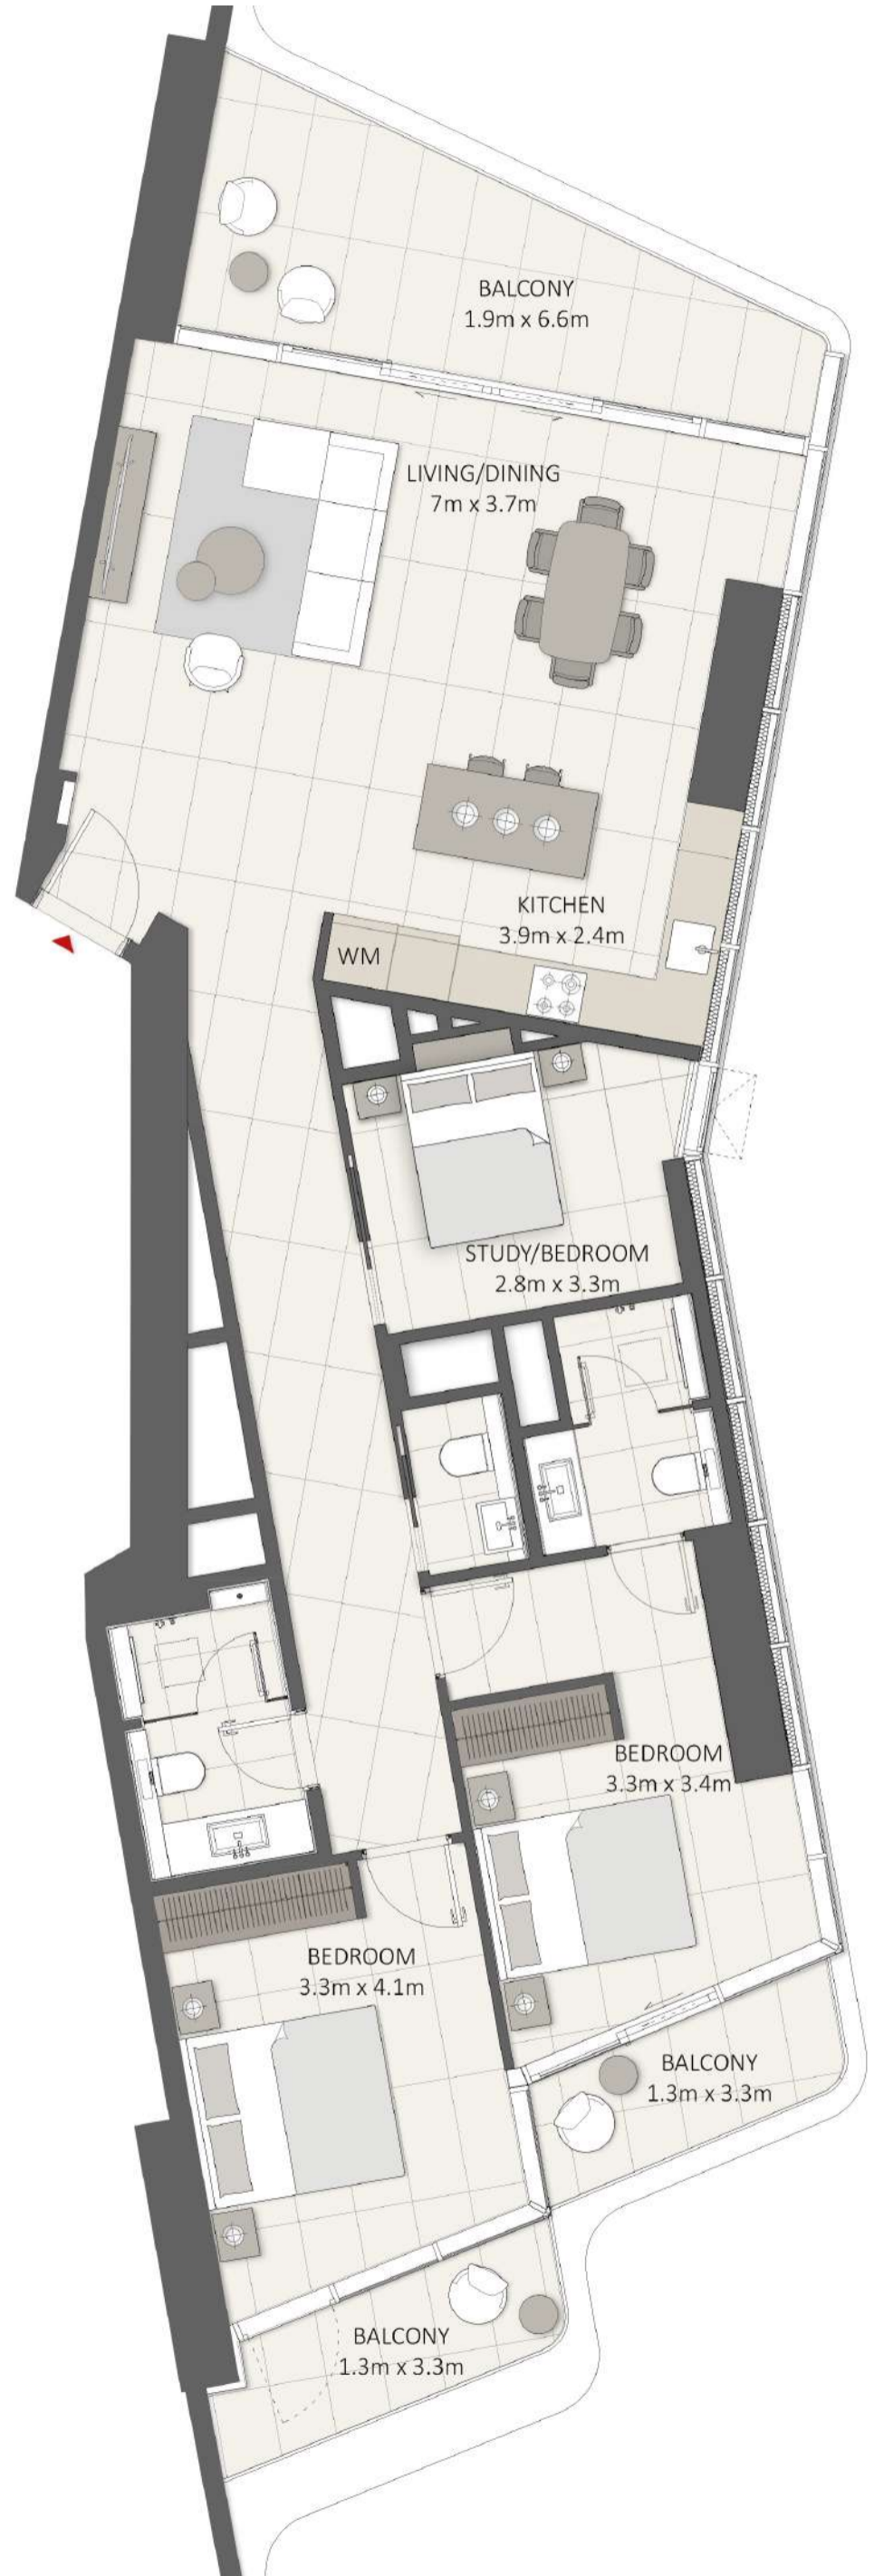 BALCONY
1.9m x 6.6m
LIVING/DINING
7m x 3.7m
KITCHEN
3.9m x 2.4m
WM
STUDY/BEDROOM
2.8m x 3.3m
BEDROOM
3.3m x 3.4m
BEDROOM
3.3m x 4.1m
BALCONY
1.3m x 3.3m
BALCONY
1.3m x 3.3m